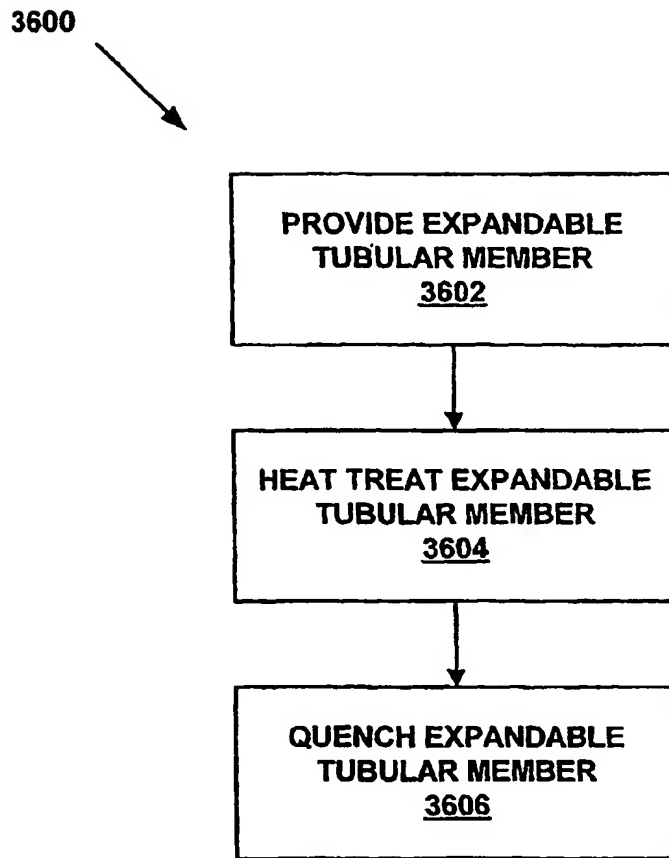 3600
PROVIDE EXPANDABLE
TUBULAR MEMBER
3602
HEAT TREAT EXPANDABLE
TUBULAR MEMBER
3604
QUENCH EXPANDABLE
TUBULAR MEMBER
3606